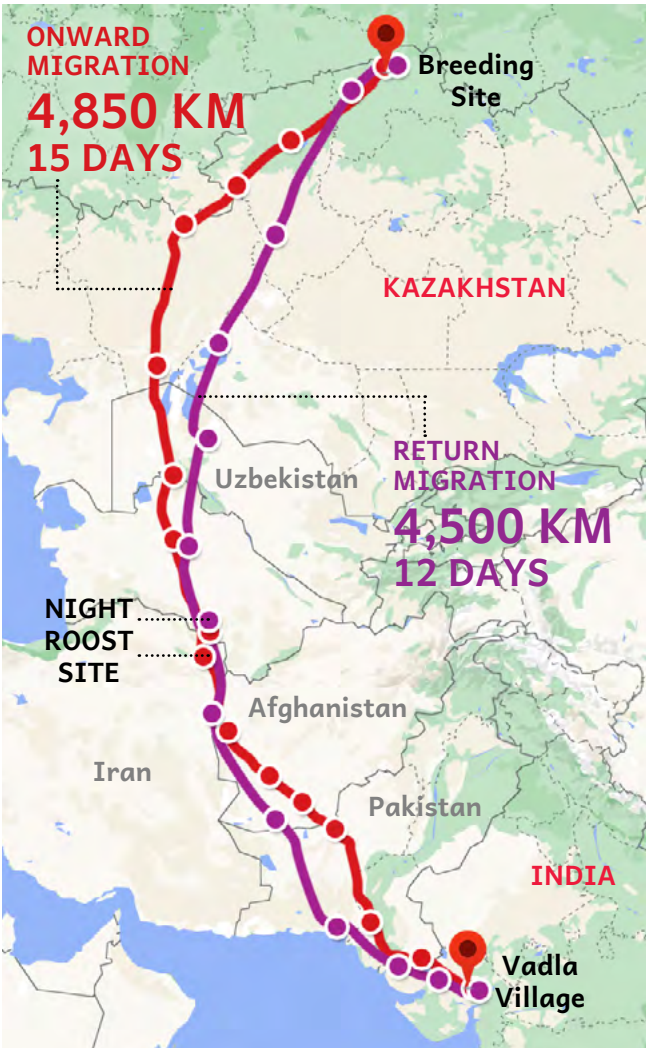 ONWARD
MIGRATION
4,850 KM
15 DAYS
Breeding
Site
KAZAKHSTAN
RETURN
MIGRATION
4,500 KM
12 DAYS
Uzbekistan
NIGHT
ROOST
SITE
Afghanistan
Iran
Pakistan
INDIA
Vadla
Village